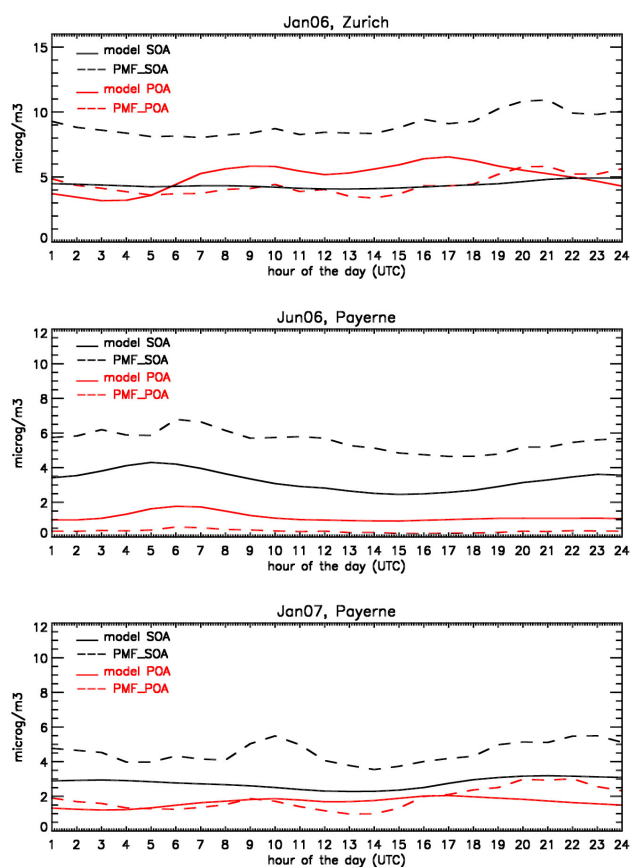 Jan06, Zurich
15
10
5
0
microg/m3
model SOA
PMF_SOA
model POA
PMF_POA
1 2 3 4 5 6 7 8 9 10 11 12 13 14 15 16 17 18 19 20 21 22 23 24
hour of the day (UTC)
Jun06, Payerne
12
10
8
6
4
2
0
microg/m3
model SOA
PMF_SOA
model POA
PMF_POA
1 2 3 4 5 6 7 8 9 10 11 12 13 14 15 16 17 18 19 20 21 22 23 24
hour of the day (UTC)
Jan07, Payerne
12
10
8
6
4
2
0
microg/m3
model SOA
PMF_SOA
model POA
PMF_POA
1 2 3 4 5 6 7 8 9 10 11 12 13 14 15 16 17 18 19 20 21 22 23 24
hour of the day (UTC)